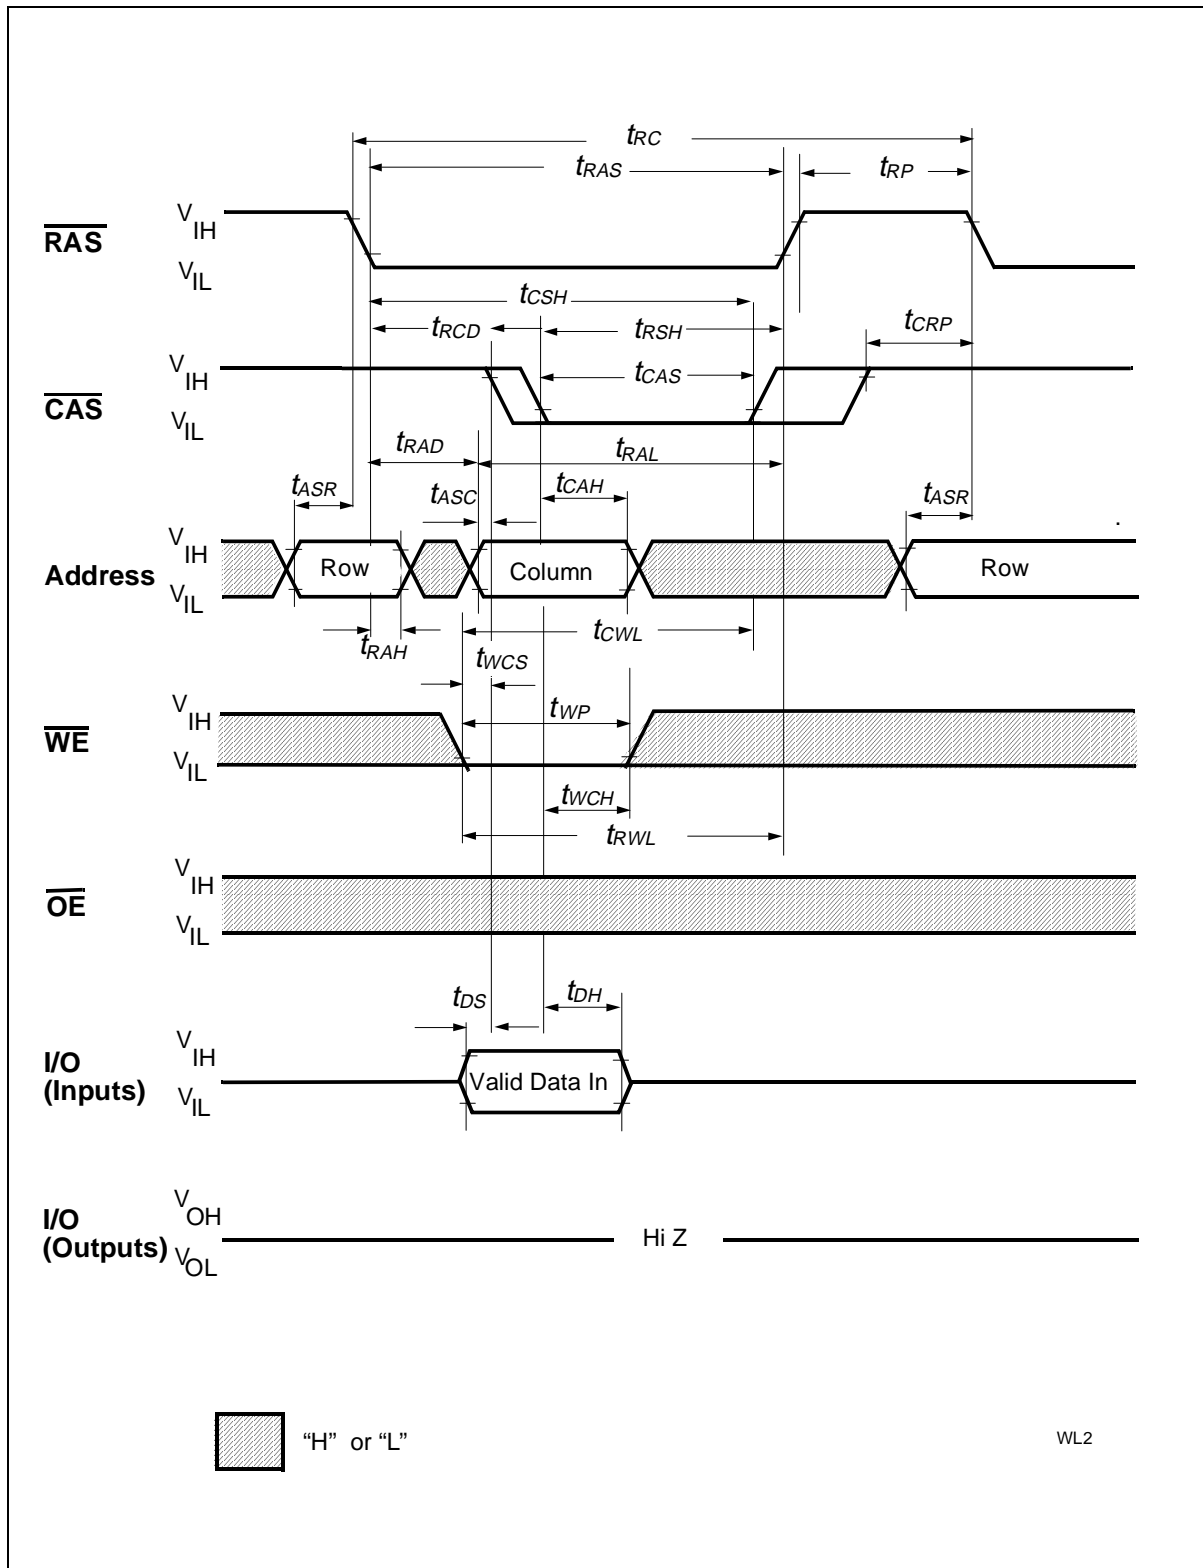 tRC
tRAS
tRP
RAS
VIH
VIL
tCSH
tRCD
tRSH
tCRP
CAS
VIH
tCAS
VIL
tRAD
tRAL
tASR
tASC
tCAH
tASR
Address
VIH
Row
Column
Row
VIL
tRAH
tCWL
tWCS
WE
VIH
tWP
VIL
tWCH
tRWL
OE
VIH
VIL
tDS
tDH
I/O
(Inputs)
VIH
Valid Data In
VIL
I/O
(Outputs)
VOH
Hi Z
VOL
“H” or “L”
WL2